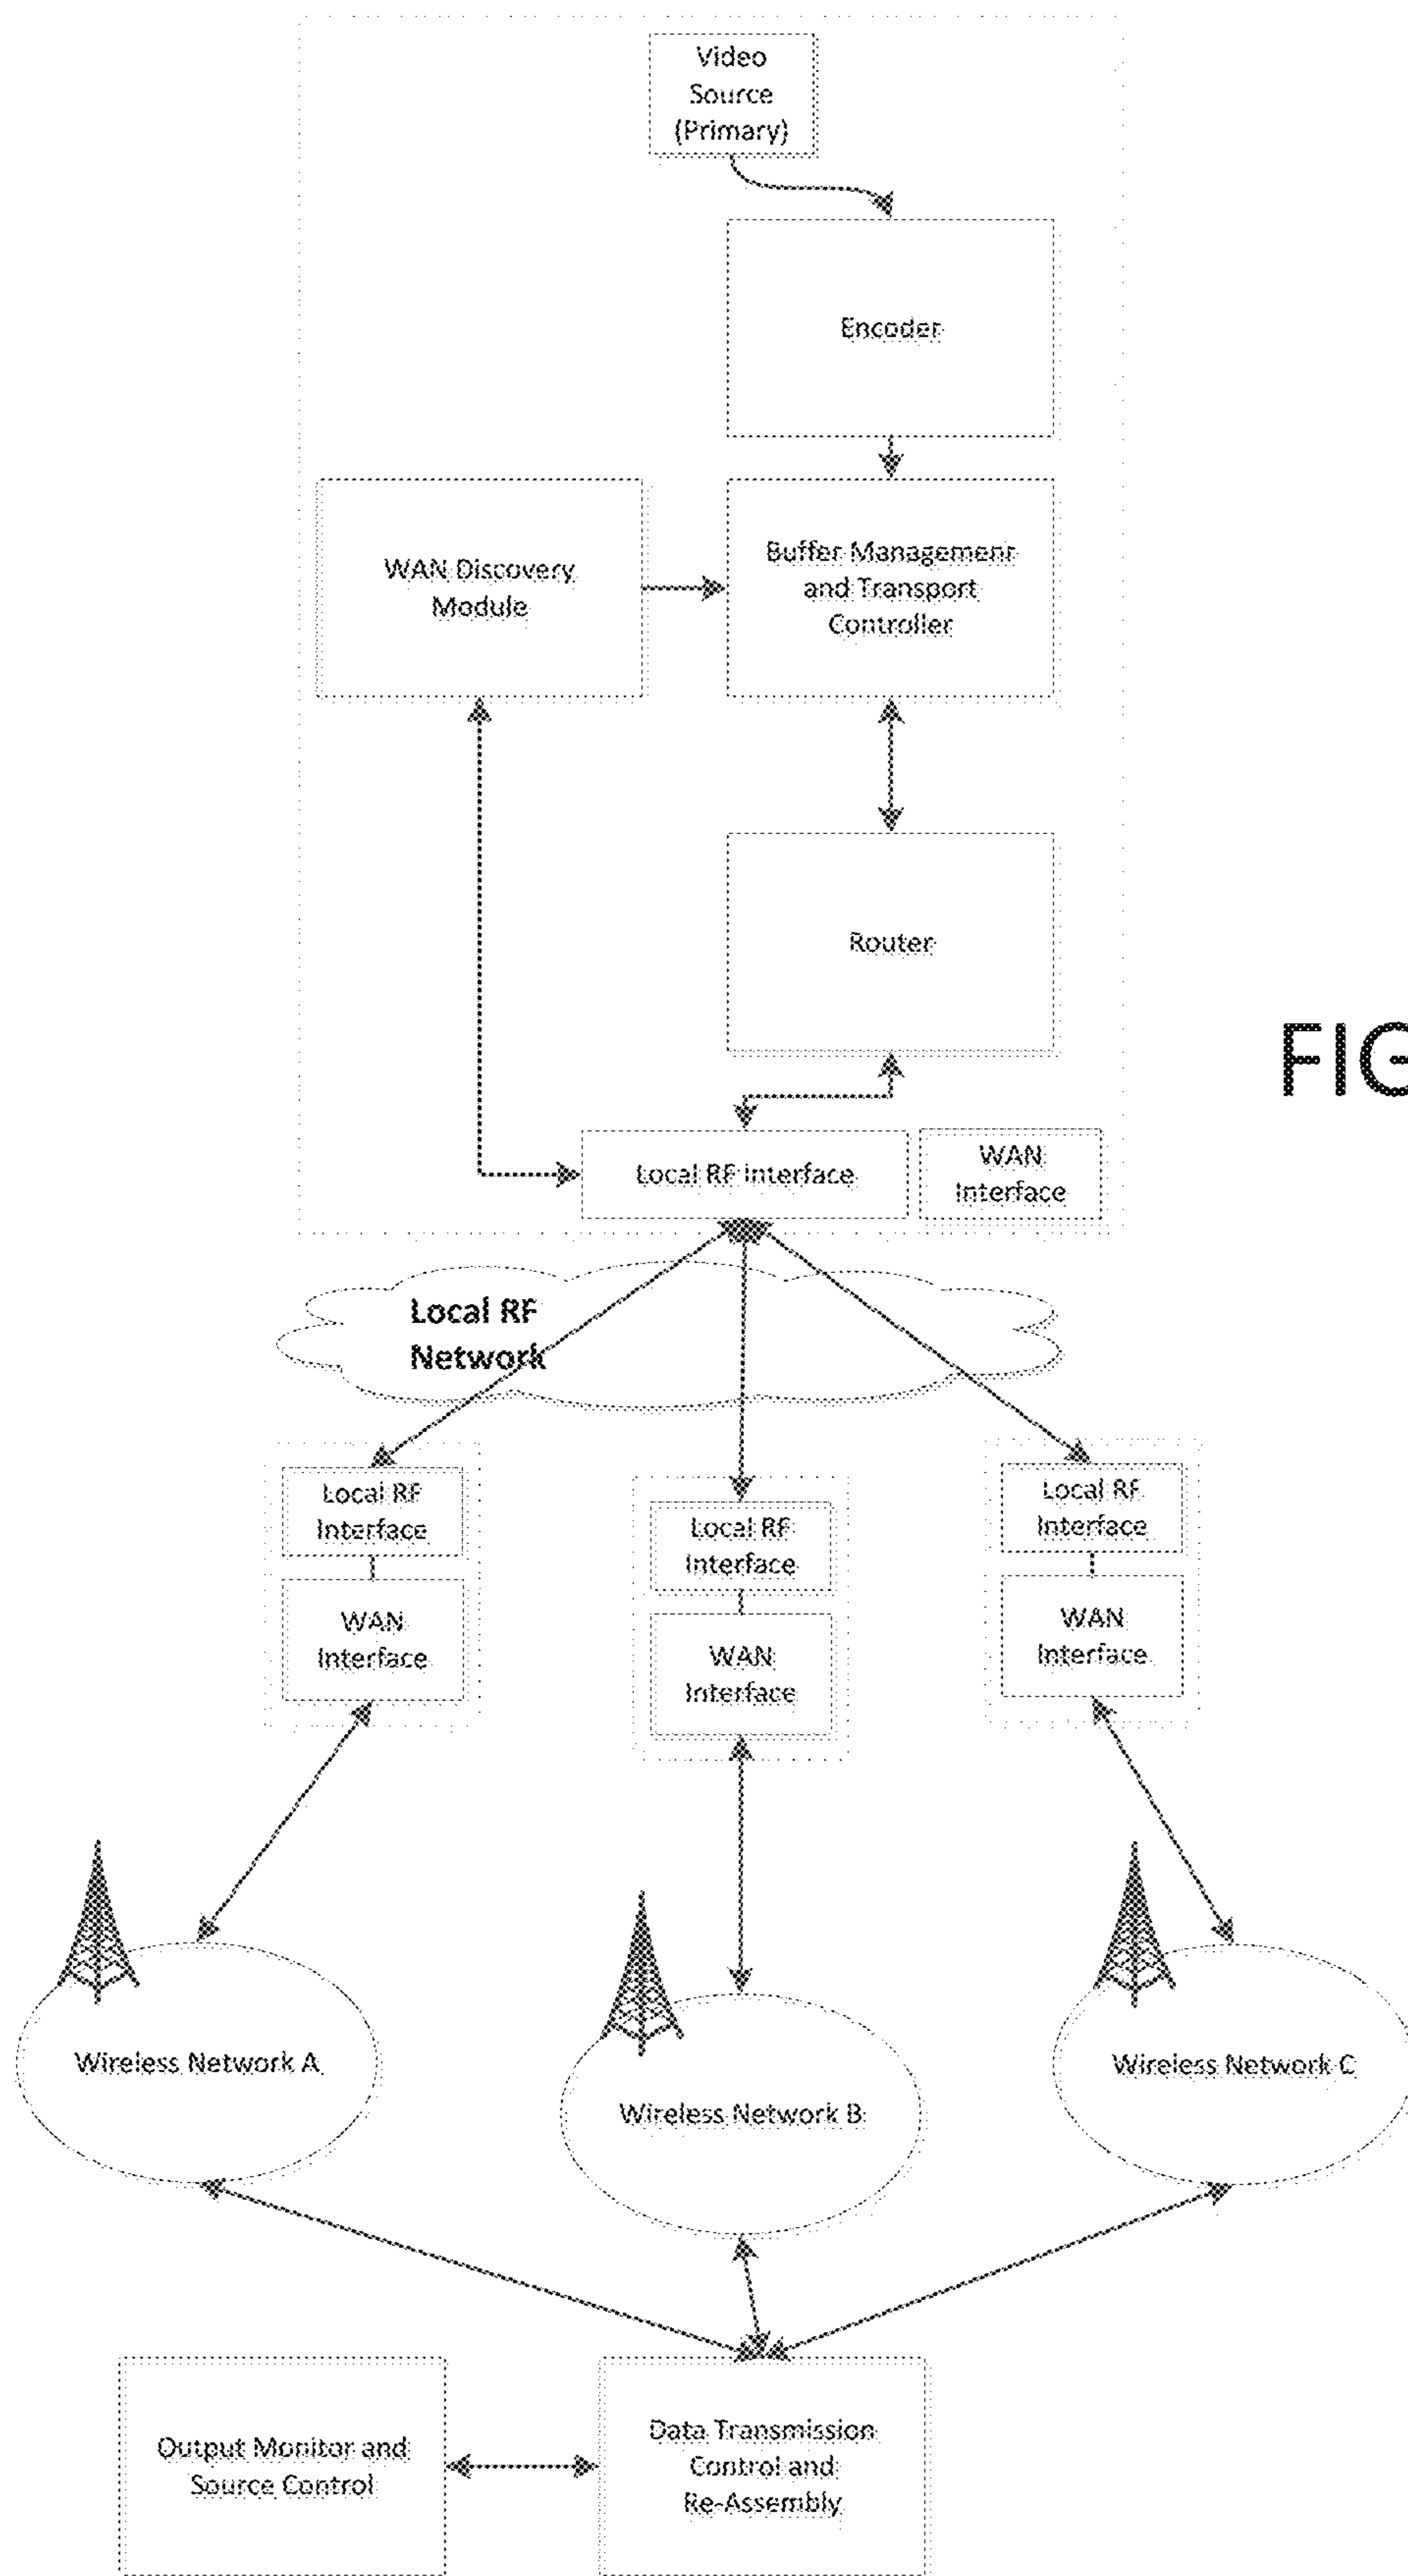 Video
Source
(Primary)
Encoder
WAN Discovery
Module
Buffer Management
and Transport
Controller
Router
FIG
Local RF Interface
WAN
Interface
Local RF
Network
Local RF
Interface
WAN
Interface
Local RF
Interface
WAN
Interface
Local RF
Interface
WAN
Interface
Wireless Network A
Wireless Network B
Wireless Network C
Output Monitor and
Source Control
Data Transmission
Control and
Re-Assembly